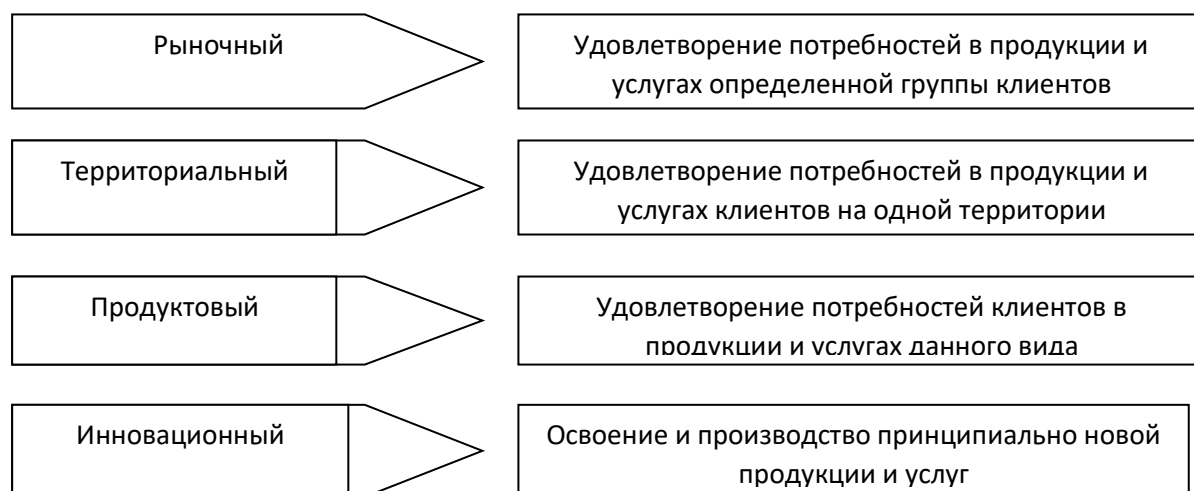 Рыночный
Удовлетворение потребностей в продукции и
услугах определенной группы клиентов
Территориальный
Удовлетворение потребностей в продукции и
услугах клиентов на одной территории
Продуктовый
Удовлетворение потребностей клиентов в
продукции и услугах данного вида
Инновационный
Освоение и производство принципиально новой
продукции и услуг